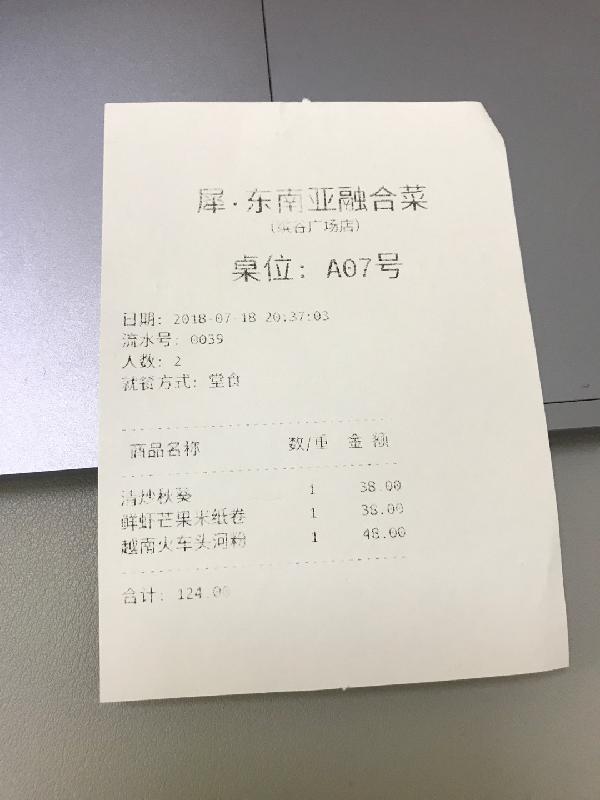 犀·东南亚融合菜
(缤谷广场店)
桌位: A07号
日期: 2018-07-18 20:37:03
流水号: 0039
人数: 2
就餐方式: 堂食
商品名称 数/重 金 额
清炒秋葵 1 38.00
鲜虾芒果米纸卷 1 38.00
越南火车头河粉 1 48.00
合计: 124.00